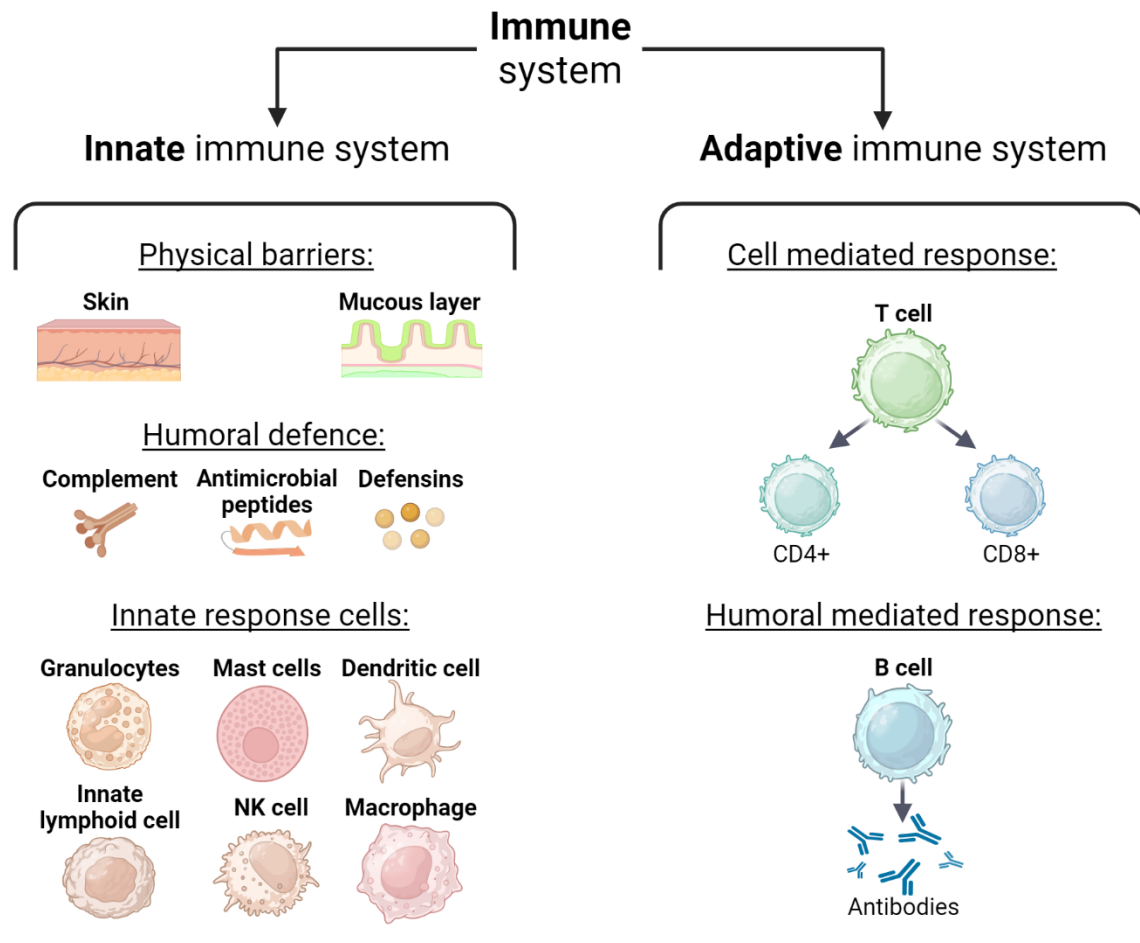 Immune
system
Innate immune system
Physical barriers:
Skin
Mucous layer
Humoral defence:
Complement
Antimicrobial
peptides
Defensins
Innate response cells:
Granulocytes
Mast cells
Dendritic cell
Innate
lymphoid cell
NK cell
Macrophage
Adaptive immune system
Cell mediated response:
T cell
CD4+
CD8+
Humoral mediated response:
B cell
Antibodies